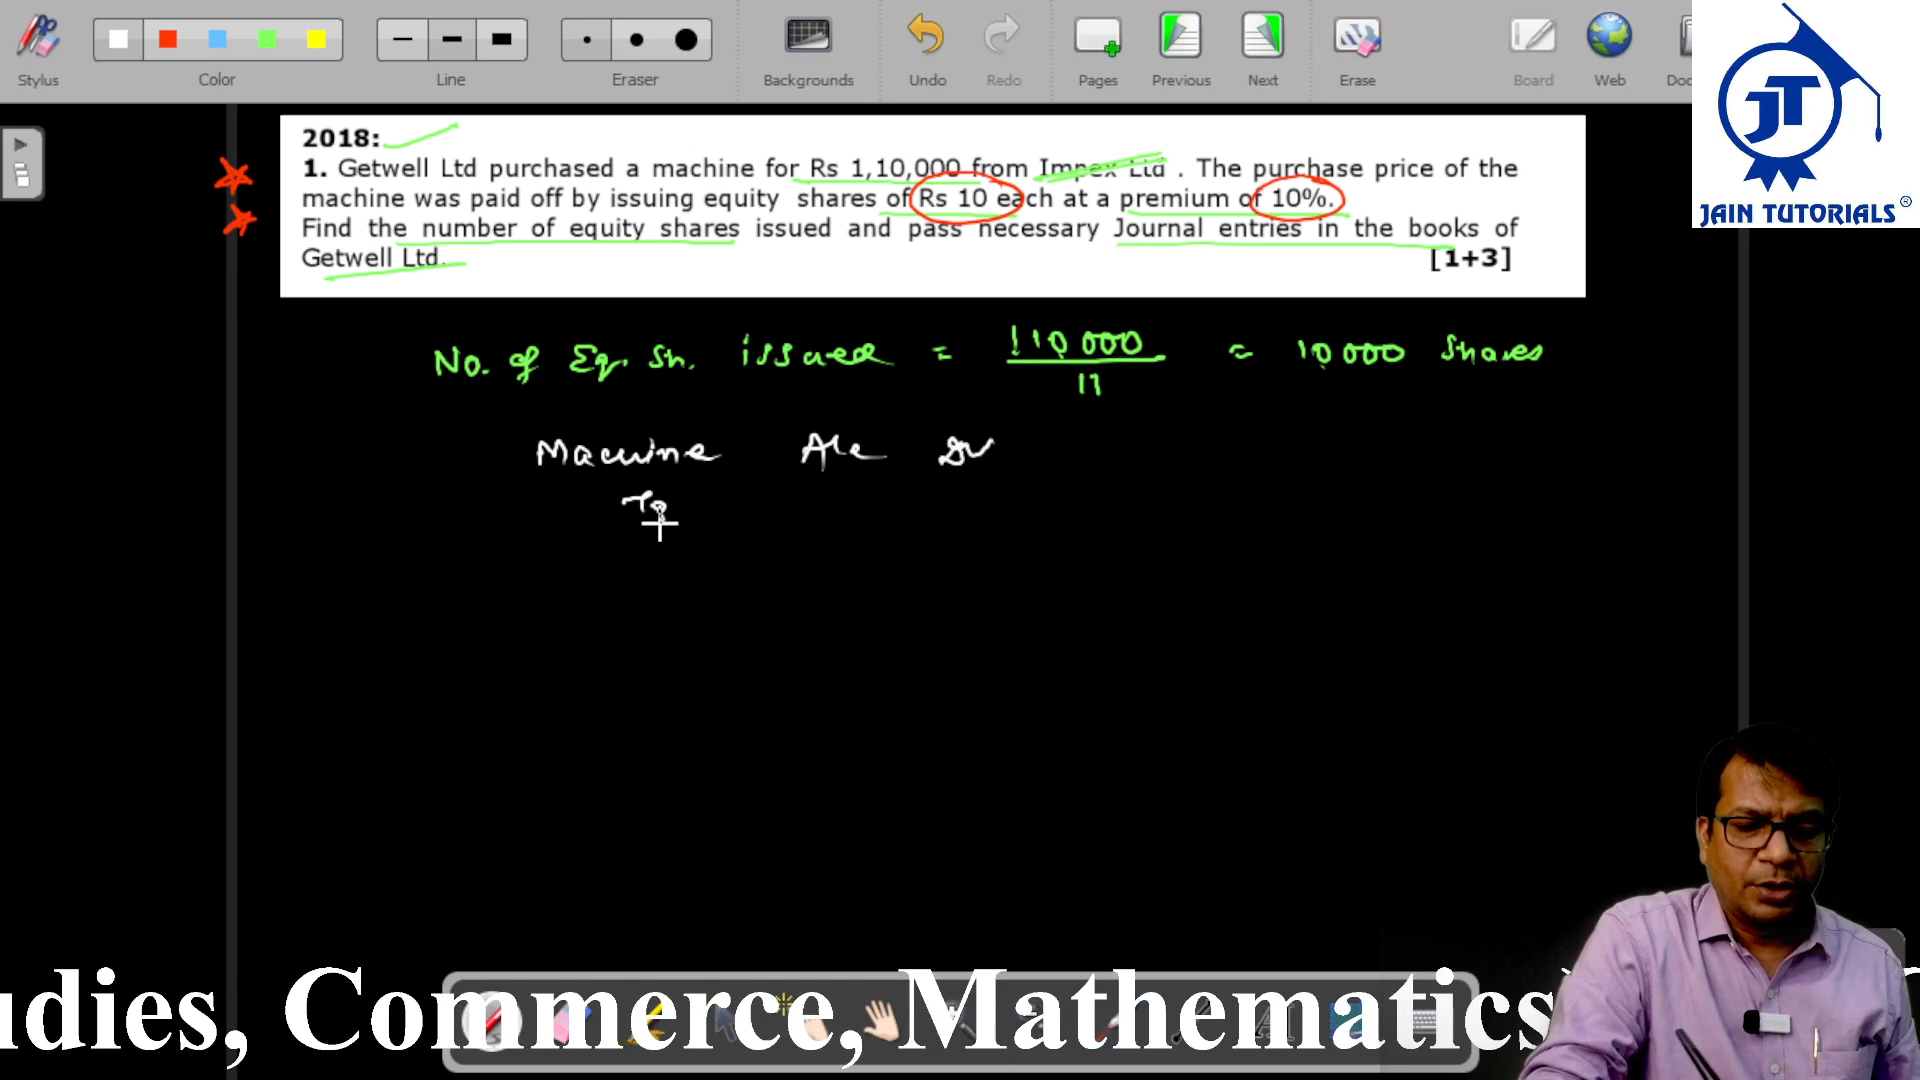 Stylus Color Line Eraser Backgrounds Undo Redo Pages Previous Next Erase Board Web
JT
JAIN TUTORIALS®
2018:
1. Getwell Ltd purchased a machine for Rs 1,10,000 from Impex Ltd . The purchase price of the
machine was paid off by issuing equity shares of Rs 10 each at a premium of 10%.
Find the number of equity shares issued and pass necessary Journal entries in the books of
Getwell Ltd.
[1+3]
No. of Eq. Sh. issued = 110000 / 11 = 10000 Shares
Machine A/c Dr
To
udies, Commerce, Mathematics